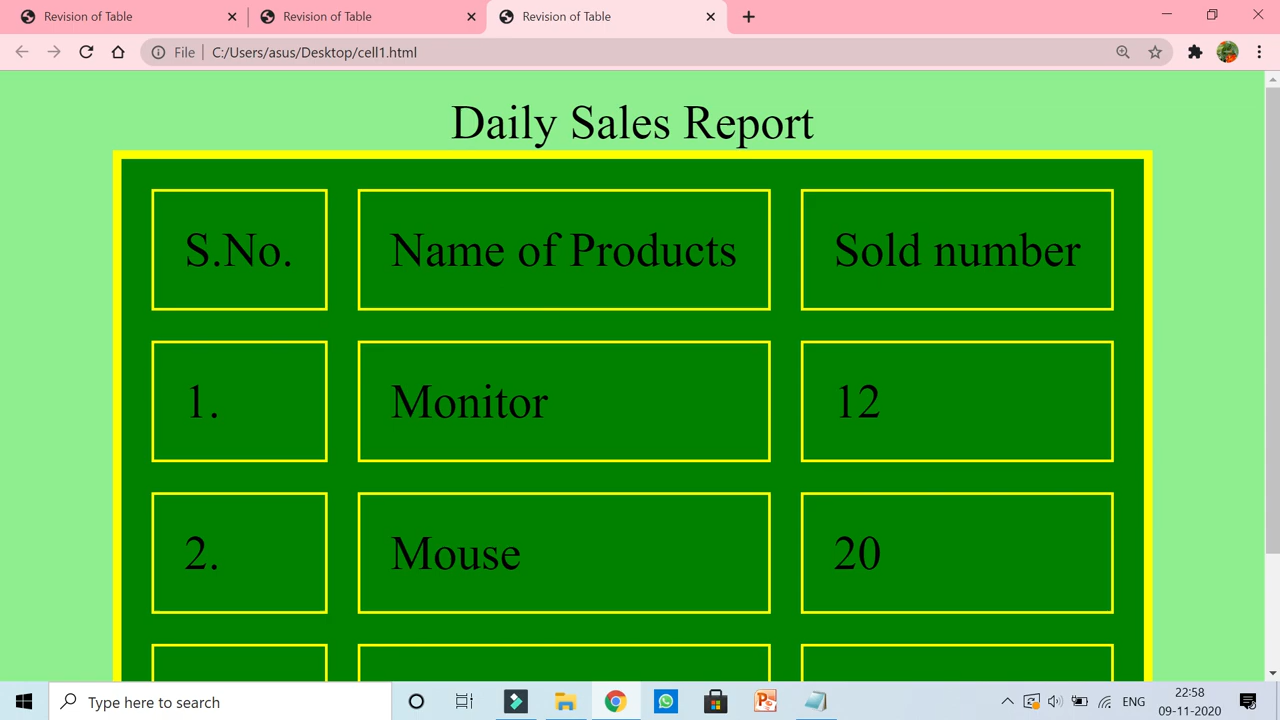 Revision of Table
Revision of Table
Revision of Table
File
C:/Users/asus/Desktop/cell1.html
Daily Sales Report
S.No. Name of Products Sold number
1. Monitor 12
2. Mouse 20
Type here to search
ENG
22:58
09-11-2020